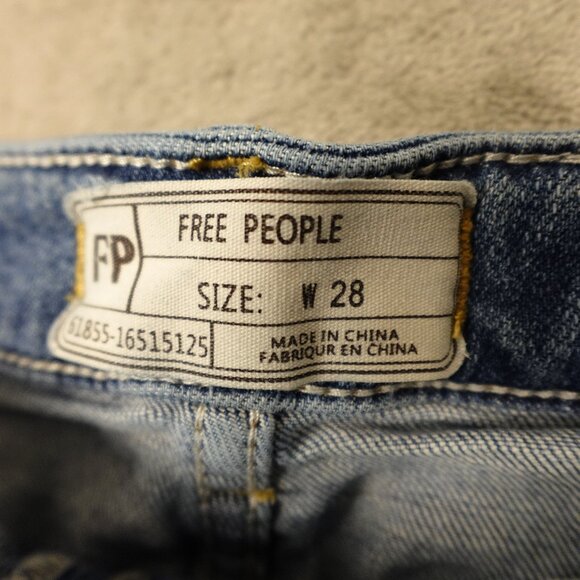 FP
FREE PEOPLE
SIZE: W 28
61855-16515125
MADE IN CHINA
FABRIQUR EN CHINA